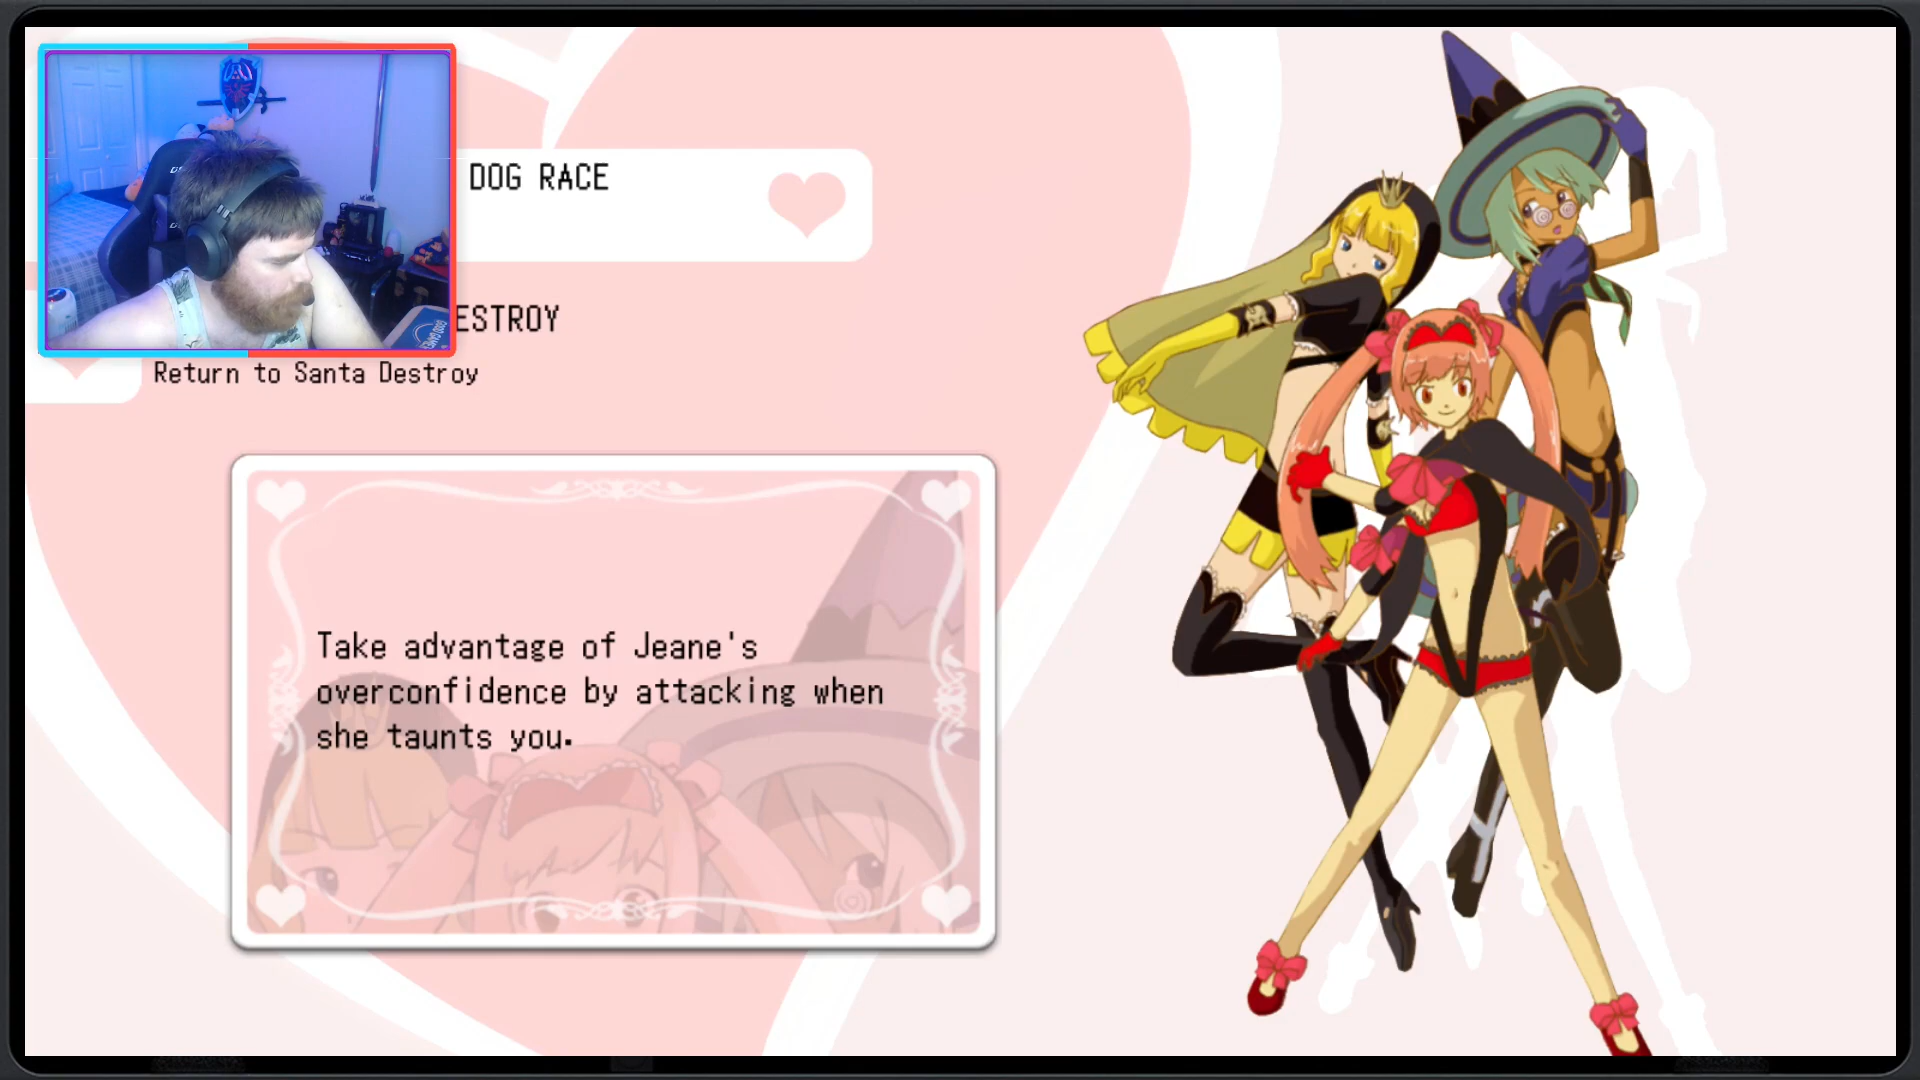 DOG RACE
ESTROY
Return to Santa Destroy
Take advantage of Jeane's
overconfidence by attacking when
she taunts you.